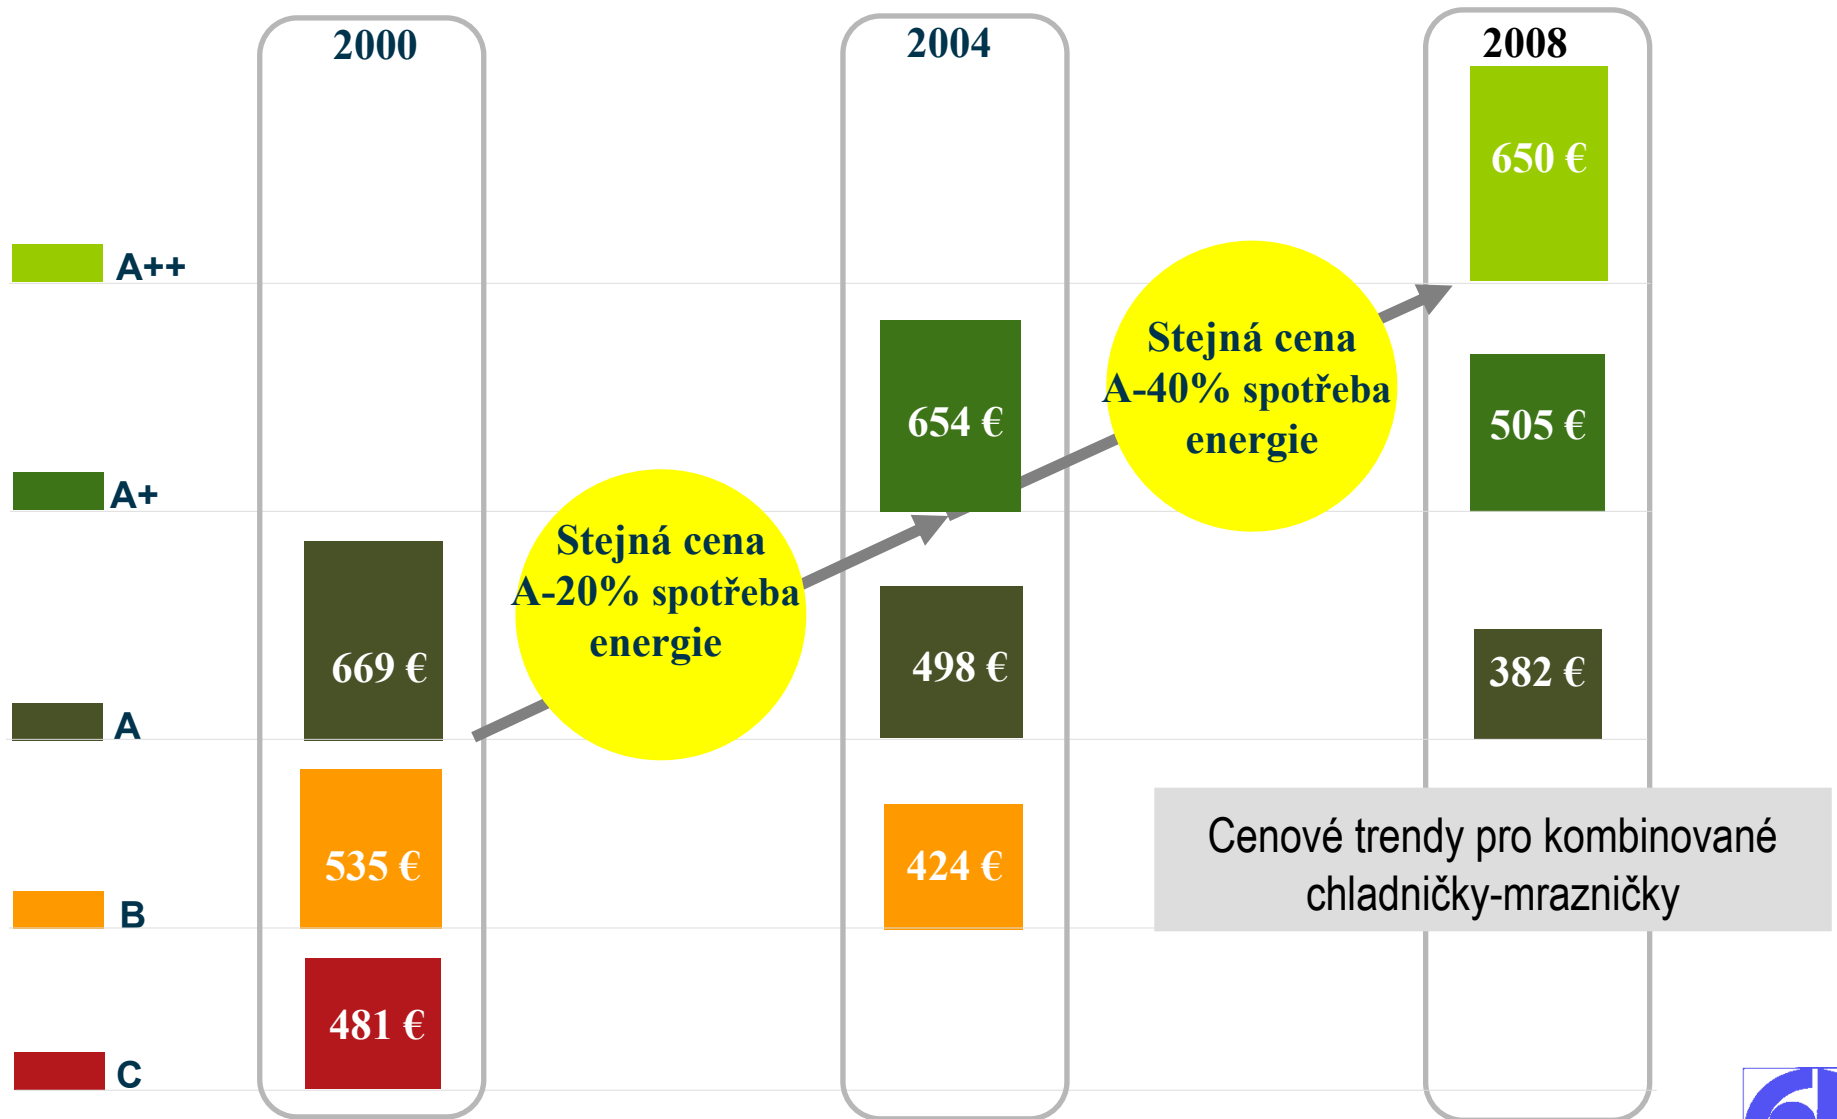 2000
2004
2008
650 €
A++
Stejná cena
A-40% spotřeba
energie
654 €
505 €
A+
Stejná cena
A-20% spotřeba
energie
669 €
498 €
382 €
A
Cenové trendy pro kombinované
chladničky-mrazničky
535 €
424 €
B
481 €
C